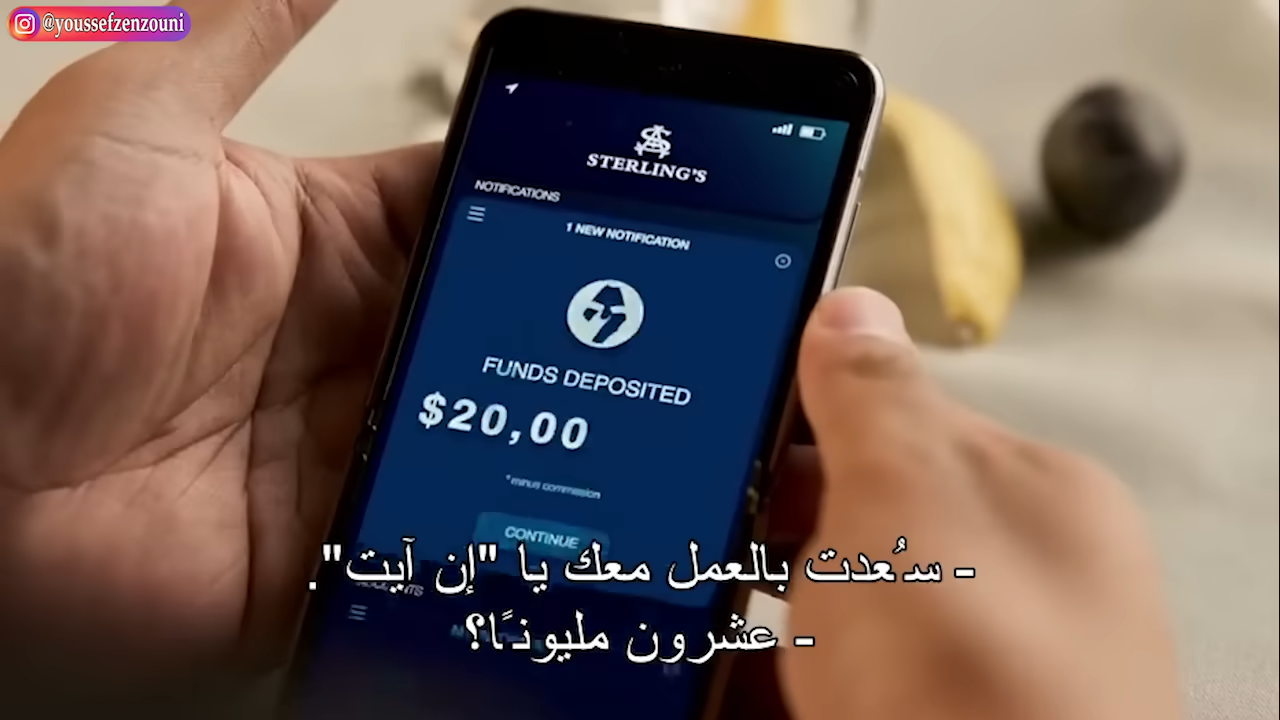 @youssefzenzouni
STERLING'S
NOTIFICATIONS
1 NEW NOTIFICATION
FUNDS DEPOSITED
$20,00
* minus commission
CONTINUE
- سُعدت بالعمل معك يا "إن آيت".
- عشرون مليونًا؟